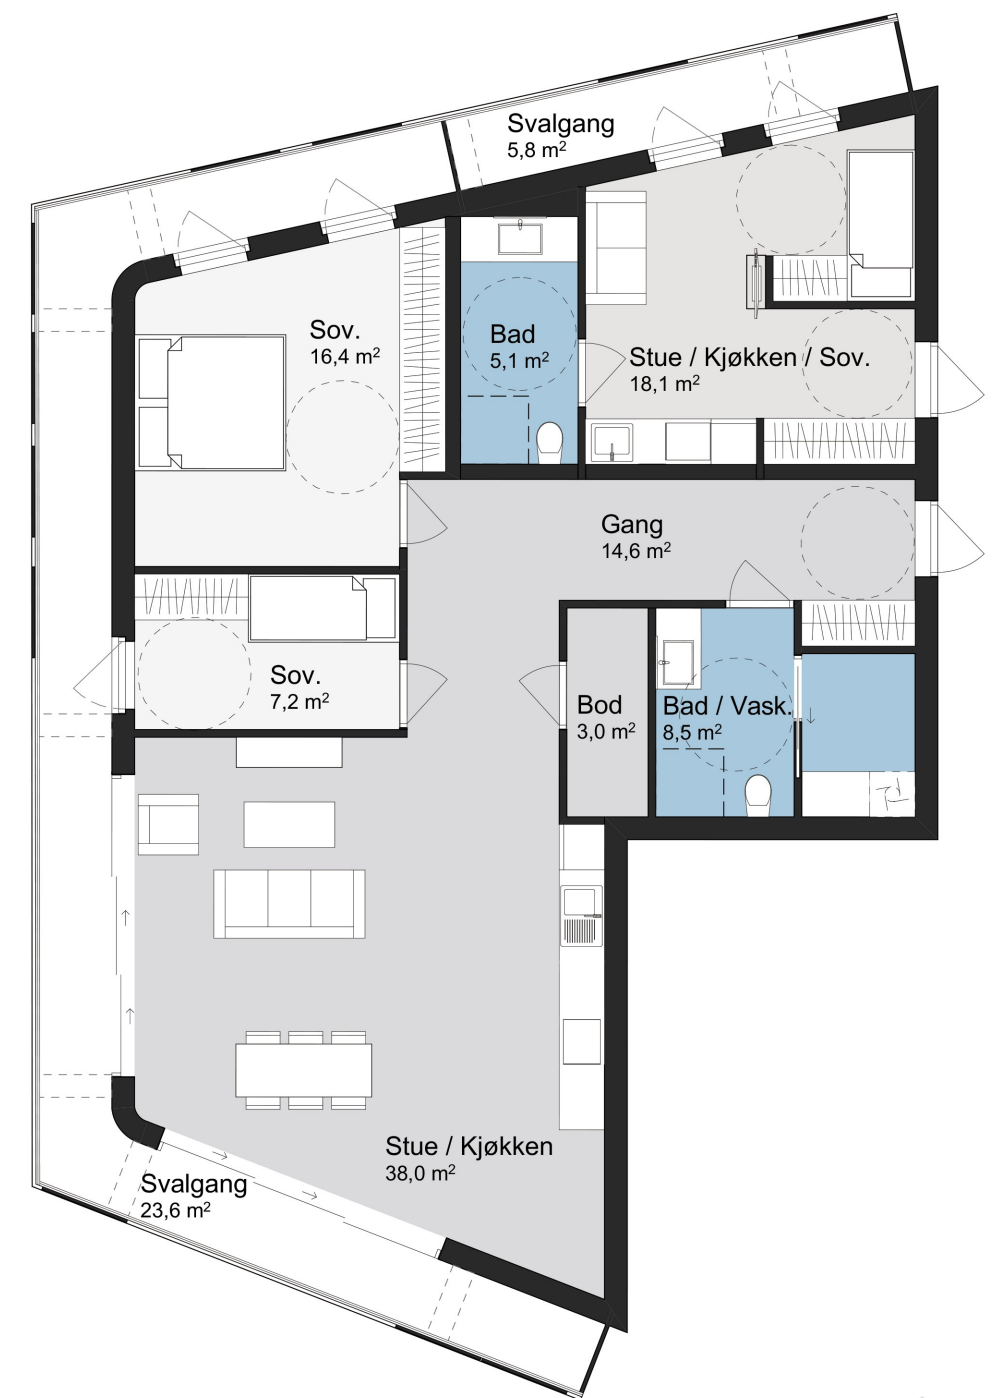 Svalgang
5,8 m²
Sov.
16,4 m²
Bad
5,1 m²
Stue / Kjøkken / Sov.
18,1 m²
Gang
14,6 m²
Sov.
7,2 m²
Bod
3,0 m²
Bad / Vask.
8,5 m²
Stue / Kjøkken
38,0 m²
Svalgang
23,6 m²